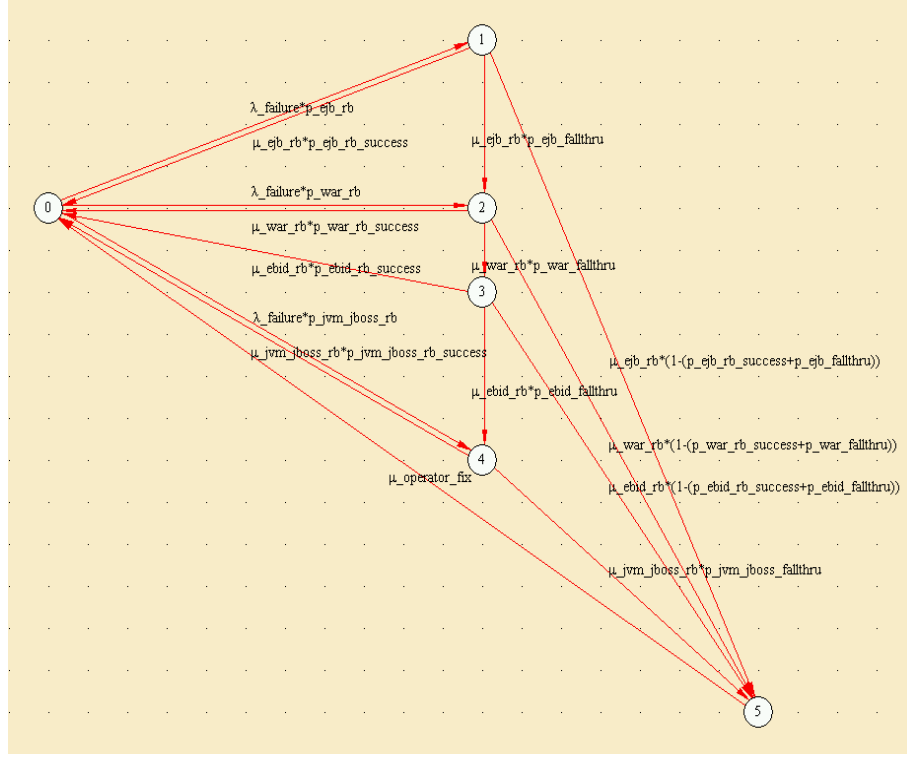 1
λ_failure*p_ejb_rb
μ_ejb_rb*p_ejb_rb_success
μ_ejb_rb*p_ejb_fallthru
λ_failure*p_war_rb
0
2
μ_war_rb*p_war_rb_success
μ_ebid_rb*p_ebid_rb_success
μ_war_rb*p_war_fallthru
3
λ_failure*p_jvm_jboss_rb
μ_jvm_jboss_rb*p_jvm_jboss_rb_success
μ_ejb_rb*(1-(p_ejb_rb_success+p_ejb_fallthru))
μ_ebid_rb*p_ebid_fallthru
μ_war_rb*(1-(p_war_rb_success+p_war_fallthru))
4
μ_operator_fix
μ_ebid_rb*(1-(p_ebid_rb_success+p_ebid_fallthru))
μ_jvm_jboss_rb*p_jvm_jboss_fallthru
5